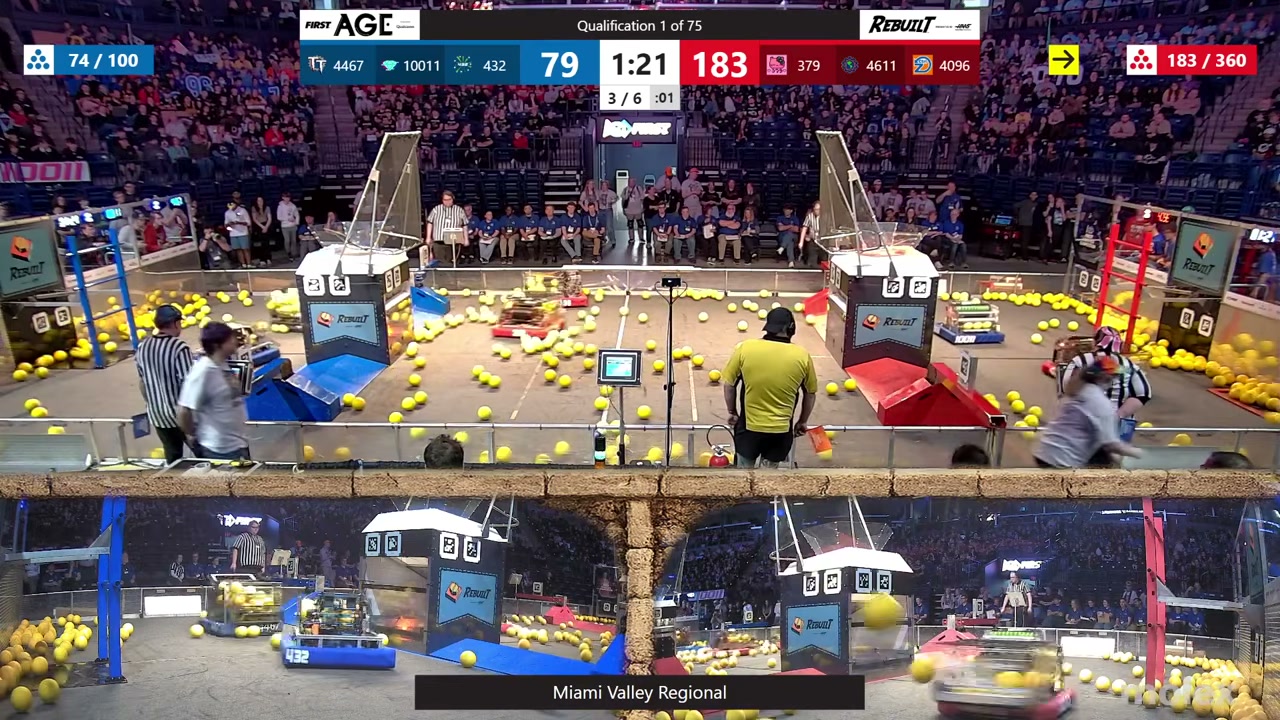 FIRST AGE
Qualification 1 of 75
REBUILT
74 / 100
4467
10011
432
79
1:21
183
379
4611
4096
183 / 360
3 / 6
:01
REBUILT
REBUILT
REBUILT
REBUILT
10011
432
REBUILT
REBUILT
Miami Valley Regional